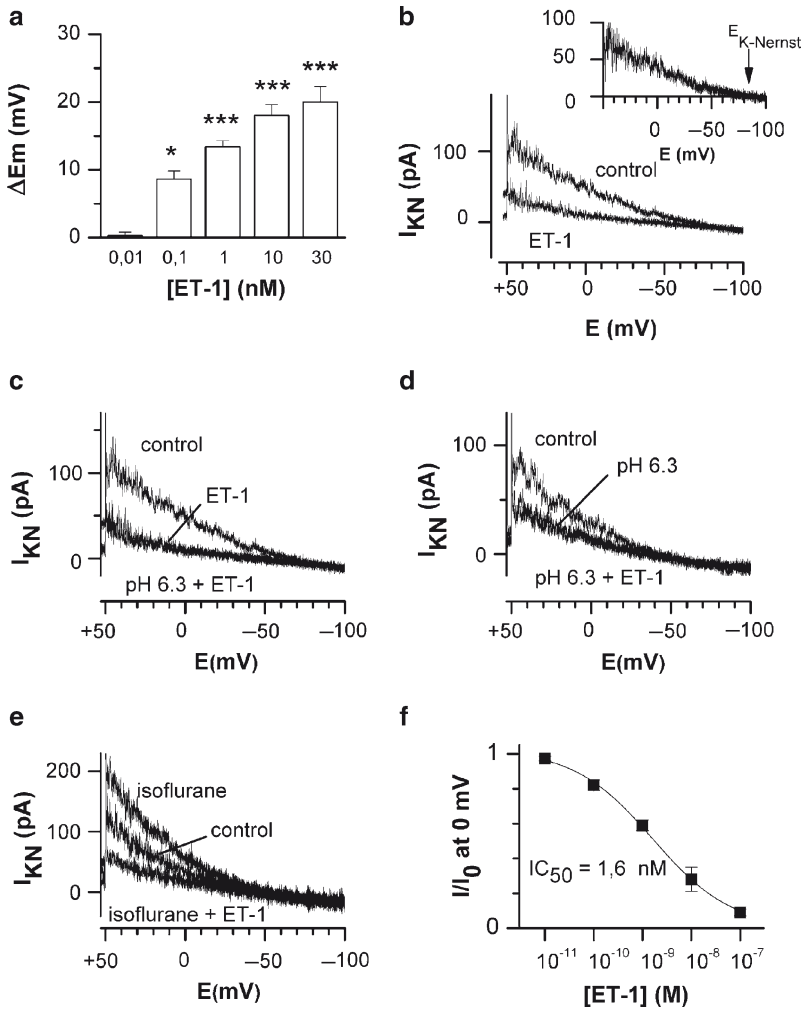 a
30
20
10
0
ΔEm (mV)
*
***
***
***
0,01 0,1 1 10 30
[ET-1] (nM)
b
100
50
0
E K-Nernst
0 –50 –100
E (mV)
100
0
I KN (pA)
control
ET-1
+50 0 –50 –100
E (mV)
c
100
0
I KN (pA)
control
ET-1
pH 6.3 + ET-1
+50 0 –50 –100
E(mV)
d
100
0
I KN (pA)
control
pH 6.3
pH 6.3 + ET-1
+50 0 –50 –100
E(mV)
e
200
100
0
I KN (pA)
isoflurane
control
isoflurane + ET-1
+50 0 –50 –100
E(mV)
f
1
0
I/I0 at 0 mV
IC50 = 1,6 nM
10-11 10-10 10-9 10-8 10-7
[ET-1] (M)